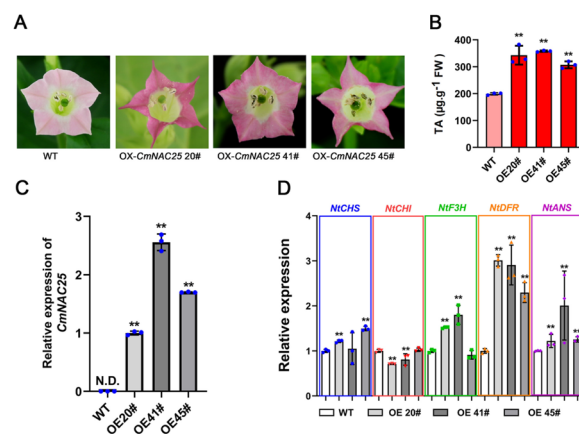 A
WT
OX-CmNAC25 20#
OX-CmNAC25 41#
OX-CmNAC25 45#
B
TA (µg.g⁻¹ FW)
400
300
200
100
0
**
**
**
WT
OE20#
OE41#
OE45#
C
Relative expression of
CmNAC25
3
2
1
0
N.D.
**
**
**
WT
OE20#
OE41#
OE45#
D
NtCHS
NtCHI
NtF3H
NtDFR
NtANS
Relative expression
4
3
2
1
0
**
**
**
**
**
**
**
**
**
**
**
**
WT
OE 20#
OE 41#
OE 45#